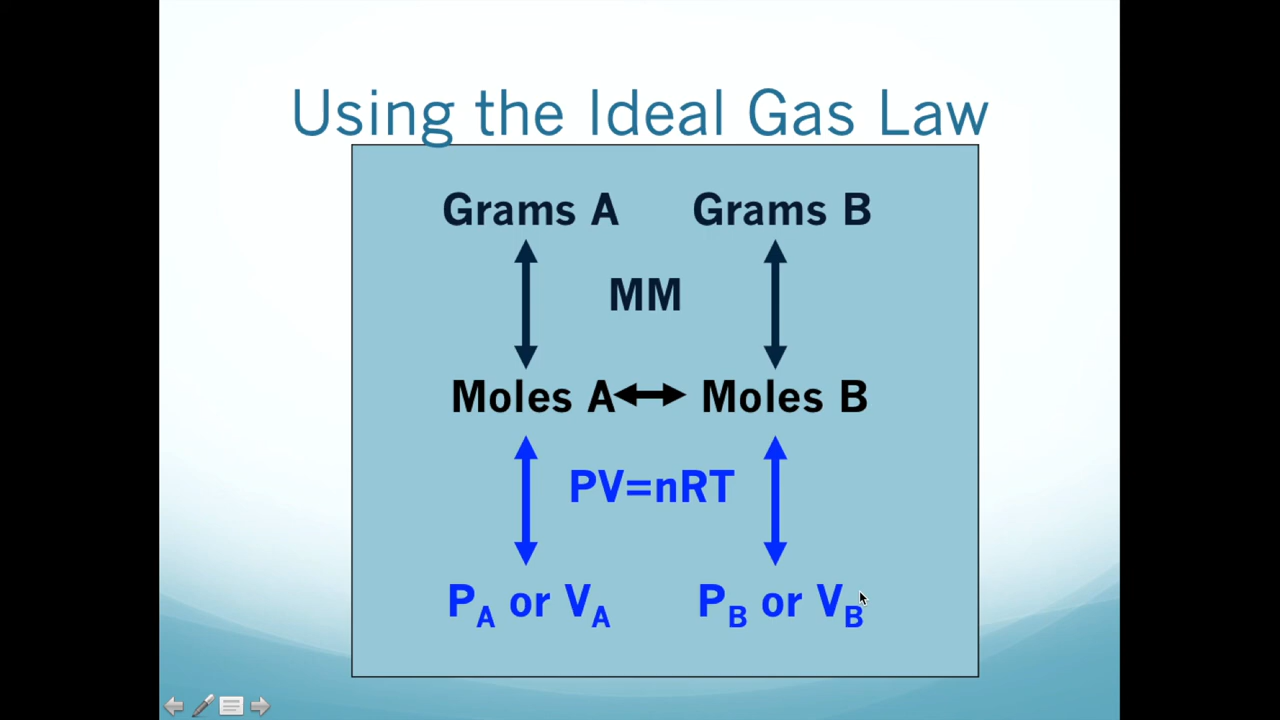 Using the Ideal Gas Law
Grams A Grams B
MM
Moles A Moles B
PV=nRT
P_A or V_A P_B or V_B